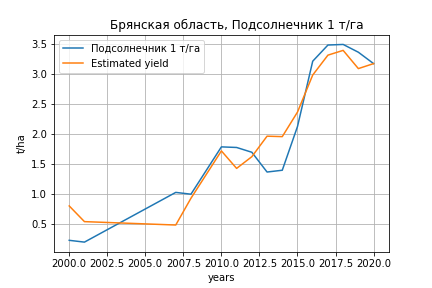 Брянская область, Подсолнечник 1 т/га
Подсолнечник 1 т/га
Estimated yield
3.5
3.0
2.5
2.0
1.5
1.0
0.5
t/ha
2000.0 2002.5 2005.0 2007.5 2010.0 2012.5 2015.0 2017.5 2020.0
years